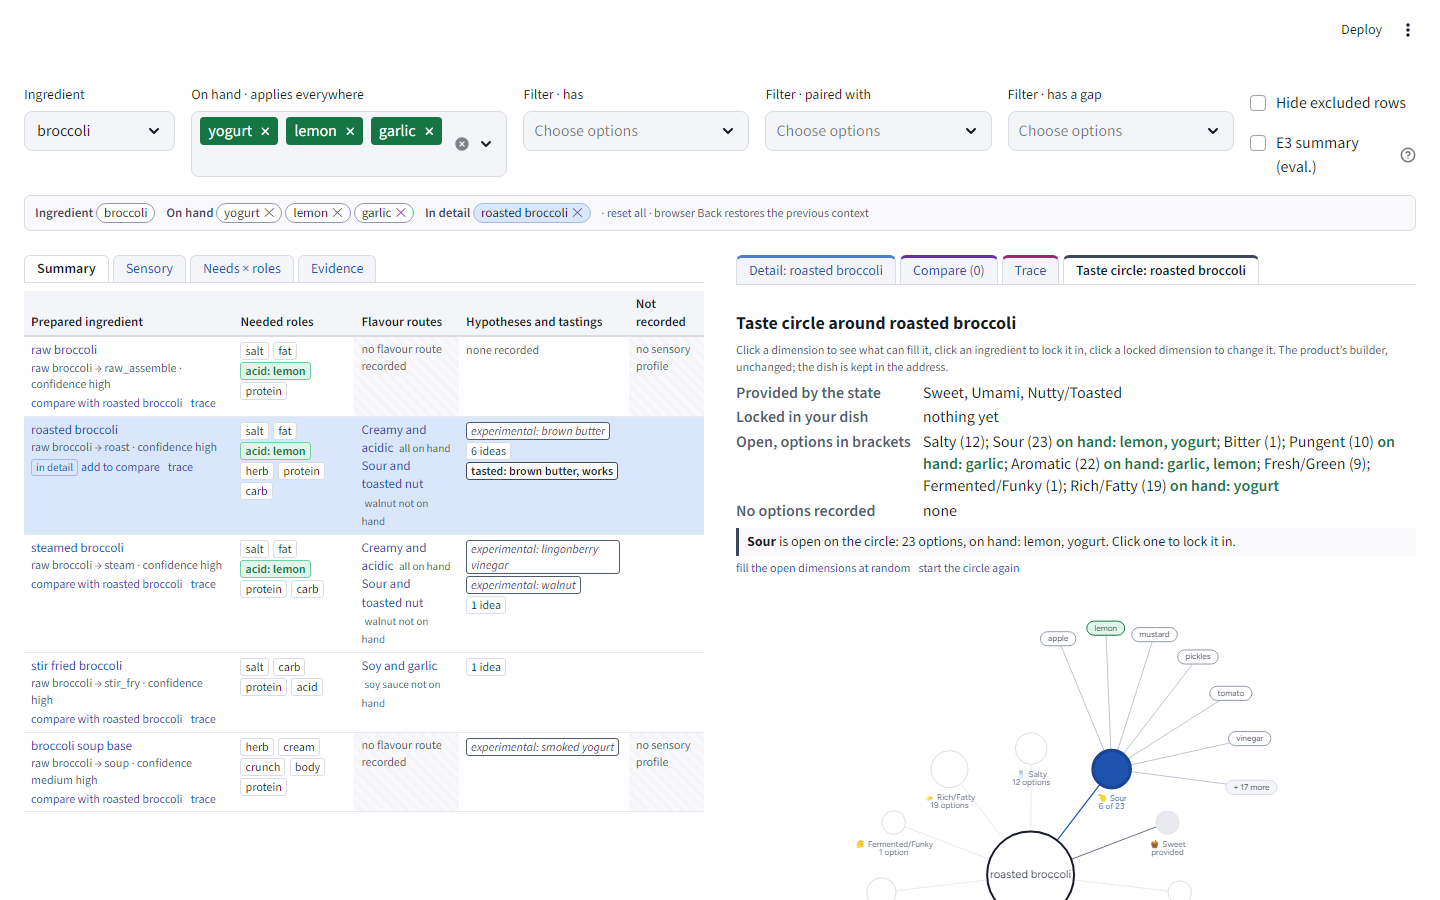 Deploy
Ingredient
On hand · applies everywhere
Filter · has
Filter · paired with
Filter · has a gap
broccoli
yogurt ×
lemon ×
garlic ×
Choose options
Choose options
Choose options
Hide excluded rows
E3 summary
(eval.)
Ingredient broccoli On hand yogurt × lemon × garlic × In detail roasted broccoli × · reset all · browser Back restores the previous context
Summary
Sensory
Needs × roles
Evidence
Prepared ingredient
Needed roles
Flavour routes
Hypotheses and tastings
Not
recorded
raw broccoli
raw broccoli → raw_assemble ·
confidence high
compare with roasted broccoli trace
salt fat
acid: lemon
protein
no flavour route
recorded
none recorded
no sensory
profile
roasted broccoli
raw broccoli → roast · confidence high
in detail add to compare trace
salt fat
acid: lemon
herb protein
carb
Creamy and
acidic all on hand
Sour and
toasted nut
walnut not on
hand
experimental: brown butter
6 ideas
tasted: brown butter, works
steamed broccoli
raw broccoli → steam · confidence high
compare with roasted broccoli trace
salt fat
acid: lemon
protein carb
Creamy and
acidic all on hand
Sour and
toasted nut
walnut not on
hand
experimental: lingonberry
vinegar
experimental: walnut
1 idea
stir fried broccoli
raw broccoli → stir_fry · confidence
high
compare with roasted broccoli trace
salt carb
protein acid
Soy and garlic
soy sauce not on
hand
1 idea
broccoli soup base
raw broccoli → soup · confidence
medium high
compare with roasted broccoli trace
herb cream
crunch body
protein
no flavour route
recorded
experimental: smoked yogurt
no sensory
profile
Detail: roasted broccoli
Compare (0)
Trace
Taste circle: roasted broccoli
Taste circle around roasted broccoli
Click a dimension to see what can fill it, click an ingredient to lock it in, click a locked dimension to change it. The product's builder,
unchanged; the dish is kept in the address.
Provided by the state Sweet, Umami, Nutty/Toasted
Locked in your dish nothing yet
Open, options in brackets Salty (12); Sour (23) on hand: lemon, yogurt; Bitter (1); Pungent (10) on
hand: garlic; Aromatic (22) on hand: garlic, lemon; Fresh/Green (9);
Fermented/Funky (1); Rich/Fatty (19) on hand: yogurt
No options recorded none
Sour is open on the circle: 23 options, on hand: lemon, yogurt. Click one to lock it in.
fill the open dimensions at random start the circle again
lemon
apple
mustard
pickles
tomato
vinegar
+ 17 more
Salty
12 options
Rich/Fatty
19 options
Sour
6 of 23
Fermented/Funky
1 option
Sweet
provided
roasted broccoli